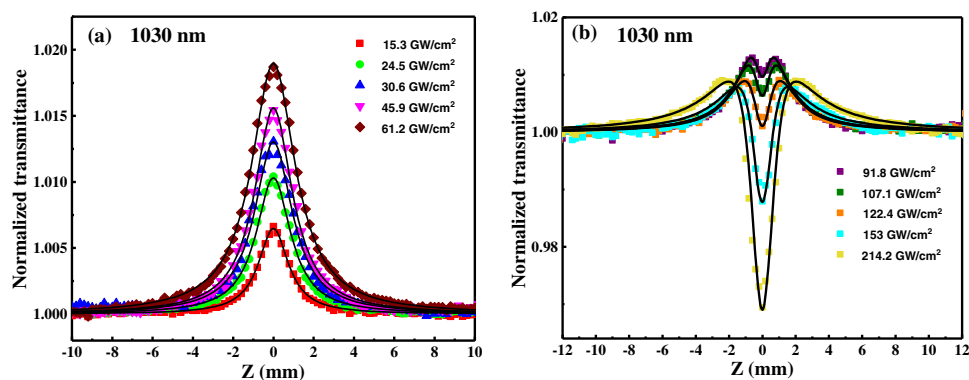 (a) 1030 nm
15.3 GW/cm²
24.5 GW/cm²
30.6 GW/cm²
45.9 GW/cm²
61.2 GW/cm²
Normalized transmittance
1.020
1.015
1.010
1.005
1.000
-10 -8 -6 -4 -2 0 2 4 6 8 10
Z (mm)
(b)
1030 nm
91.8 GW/cm²
107.1 GW/cm²
122.4 GW/cm²
153 GW/cm²
214.2 GW/cm²
Normalized transmittance
1.02
1.00
0.98
-12 -9 -6 -4 -2 0 2 4 6 8 10 12
Z (mm)